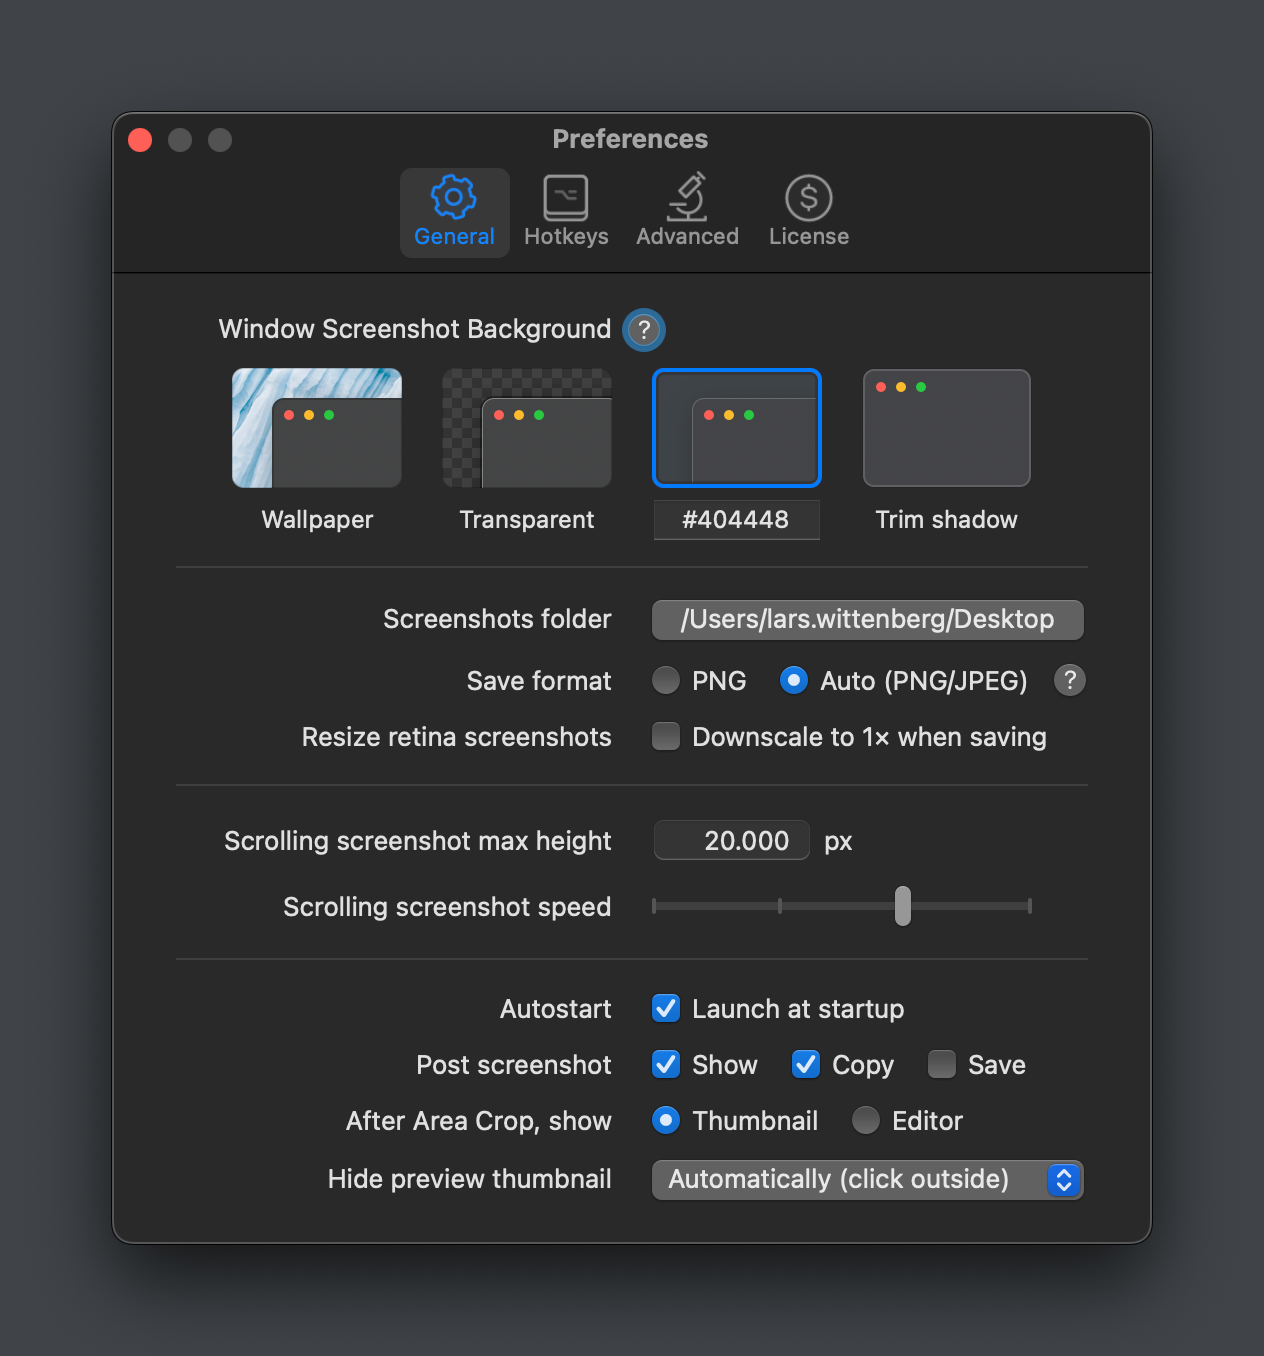 Preferences
General Hotkeys Advanced License
Window Screenshot Background ?
Wallpaper Transparent #404448 Trim shadow
Screenshots folder /Users/lars.wittenberg/Desktop
Save format PNG Auto (PNG/JPEG) ?
Resize retina screenshots Downscale to 1× when saving
Scrolling screenshot max height 20.000 px
Scrolling screenshot speed
Autostart Launch at startup
Post screenshot Show Copy Save
After Area Crop, show Thumbnail Editor
Hide preview thumbnail Automatically (click outside)